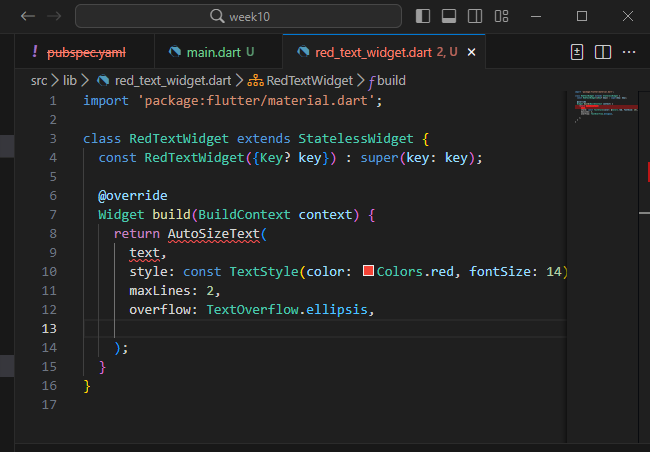 week10
pubspec.yaml
main.dart U
red_text_widget.dart 2, U
src > lib > red_text_widget.dart > RedTextWidget > build
1 import 'package:flutter/material.dart';
2
3 class RedTextWidget extends StatelessWidget {
4 const RedTextWidget({Key? key}) : super(key: key);
5
6 @override
7 Widget build(BuildContext context) {
8 return AutoSizeText(
9 text,
10 style: const TextStyle(color: Colors.red, fontSize: 14)
11 maxLines: 2,
12 overflow: TextOverflow.ellipsis,
13
14 );
15 }
16 }
17